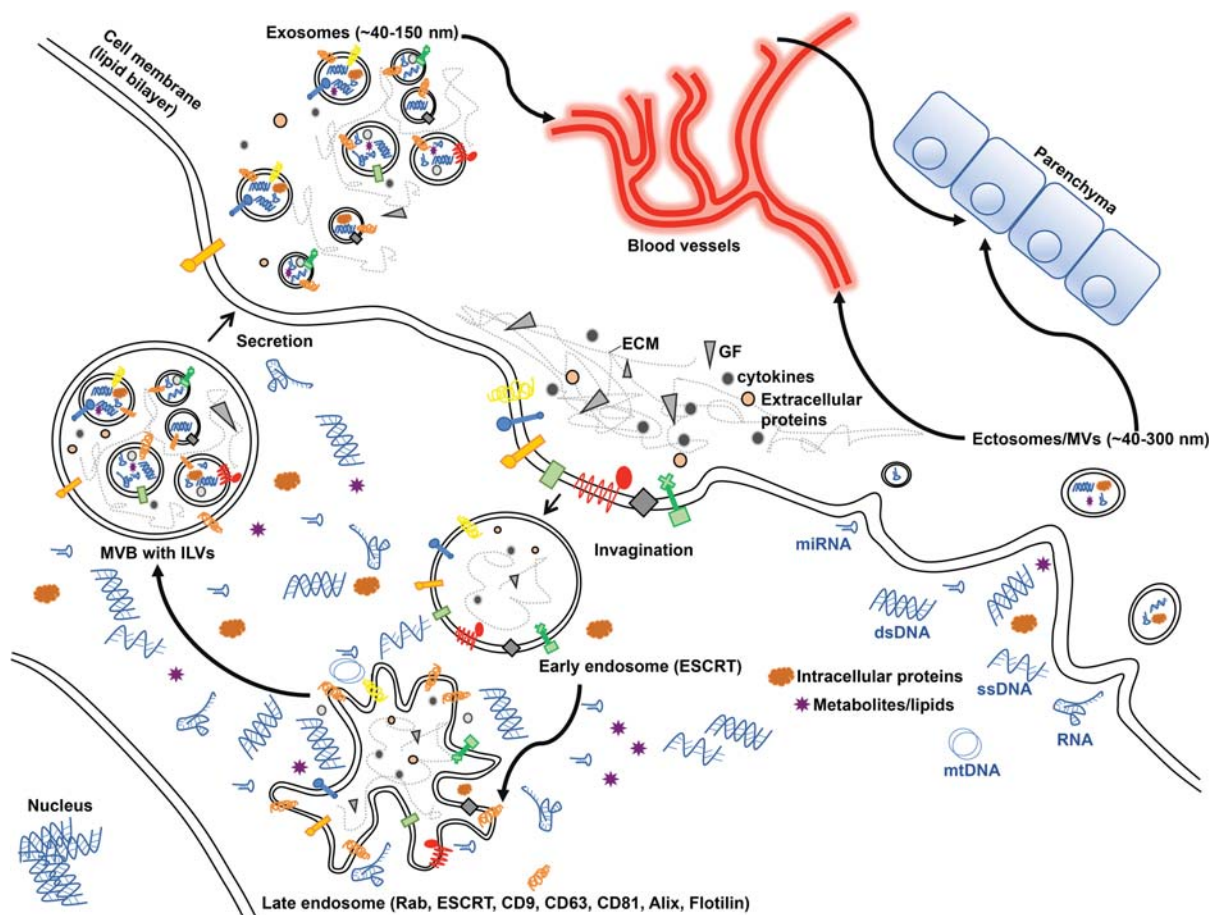 Exosomes (~40-150 nm)
Cell membrane
(lipid bilayer)
Parenchyma
Blood vessels
Secretion
ECM
GF
cytokines
Extracellular
proteins
Ectosomes/MVs (~40-300 nm)
MVB with ILVs
Invagination
miRNA
dsDNA
Early endosome (ESCRT)
Intracellular proteins
ssDNA
Metabolites/lipids
RNA
mtDNA
Nucleus
Late endosome (Rab, ESCRT, CD9, CD63, CD81, Alix, Flotilin)